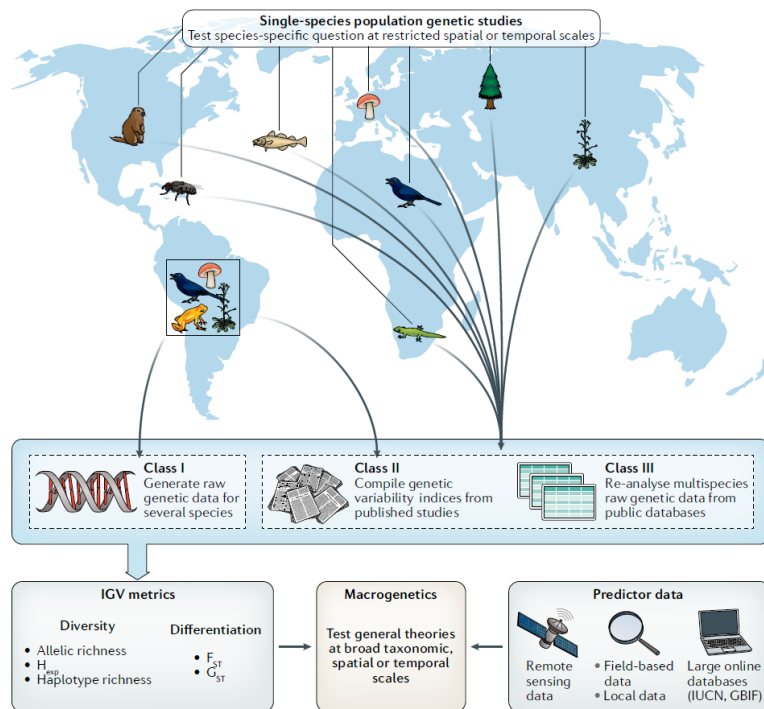 Single-species population genetic studies
Test species-specific question at restricted spatial or temporal scales
Class I
Generate raw
genetic data for
several species
Class II
Compile genetic
variability indices from
published studies
Class III
Re-analyse multispecies
raw genetic data from
public databases
IGV metrics
Diversity
• Allelic richness
• H exp
• Haplotype richness
Differentiation
• F ST
• G ST
Macrogenetics
Test general theories
at broad taxonomic,
spatial or temporal
scales
Predictor data
Remote
sensing
data
• Field-based
data
• Local data
Large online
databases
(IUCN, GBIF)